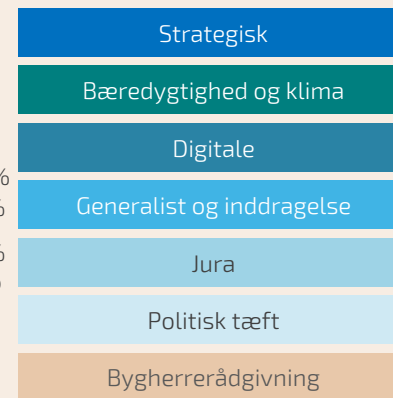 Strategisk
Bæredygtighed og klima
Digitale
%
%
Generalist og inddragelse
%
Jura
Politisk tæft
Bygherrerådgivning